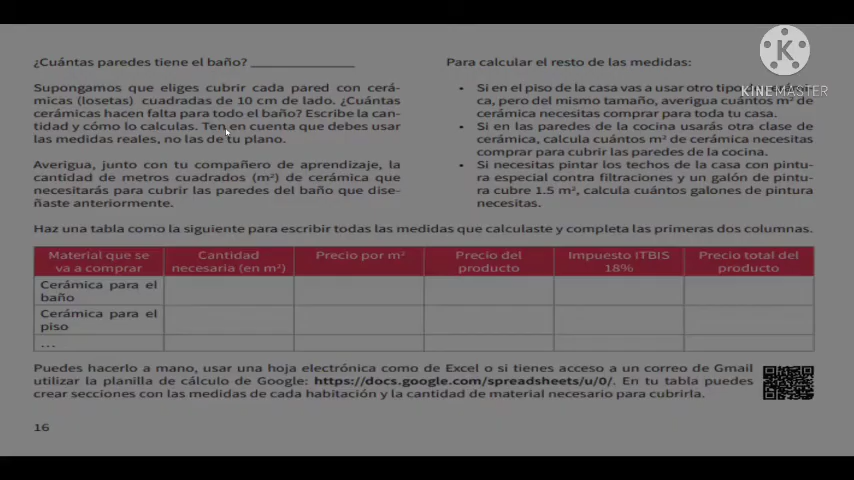 ¿Cuántas paredes tiene el baño? ________________
Supongamos que eliges cubrir cada pared con cerá-
micas (losetas) cuadradas de 10 cm de lado. ¿Cuántas
cerámicas hacen falta para todo el baño? Escribe la can-
tidad y cómo lo calculas. Ten en cuenta que debes usar
las medidas reales, no las de tu plano.
Averigua, junto con tu compañero de aprendizaje, la
cantidad de metros cuadrados (m²) de cerámica que
necesitarás para cubrir las paredes del baño que dise-
ñaste anteriormente.
Para calcular el resto de las medidas:
• Si en el piso de la casa vas a usar otro tipo de
ca, pero del mismo tamaño, averigua cuántos m² de
cerámica necesitas comprar para toda tu casa.
• Si en las paredes de la cocina usarás otra clase de
cerámica, calcula cuántos m² de cerámica necesitas
comprar para cubrir las paredes de la cocina.
• Si necesitas pintar los techos de la casa con pintu-
ra especial contra filtraciones y un galón de pintu-
ra cubre 1.5 m², calcula cuántos galones de pintura
necesitas.
KINEMASTER
Haz una tabla como la siguiente para escribir todas las medidas que calculaste y completa las primeras dos columnas.
Material que se va a comprar Cantidad necesaria (en m²) Precio por m² Precio del producto Impuesto ITBIS 18% Precio total del producto
Cerámica para el
baño
Cerámica para el
piso
...
Puedes hacerlo a mano, usar una hoja electrónica como de Excel o si tienes acceso a un correo de Gmail
utilizar la planilla de cálculo de Google: https://docs.google.com/spreadsheets/u/0/. En tu tabla puedes
crear secciones con las medidas de cada habitación y la cantidad de material necesario para cubrirla.
16